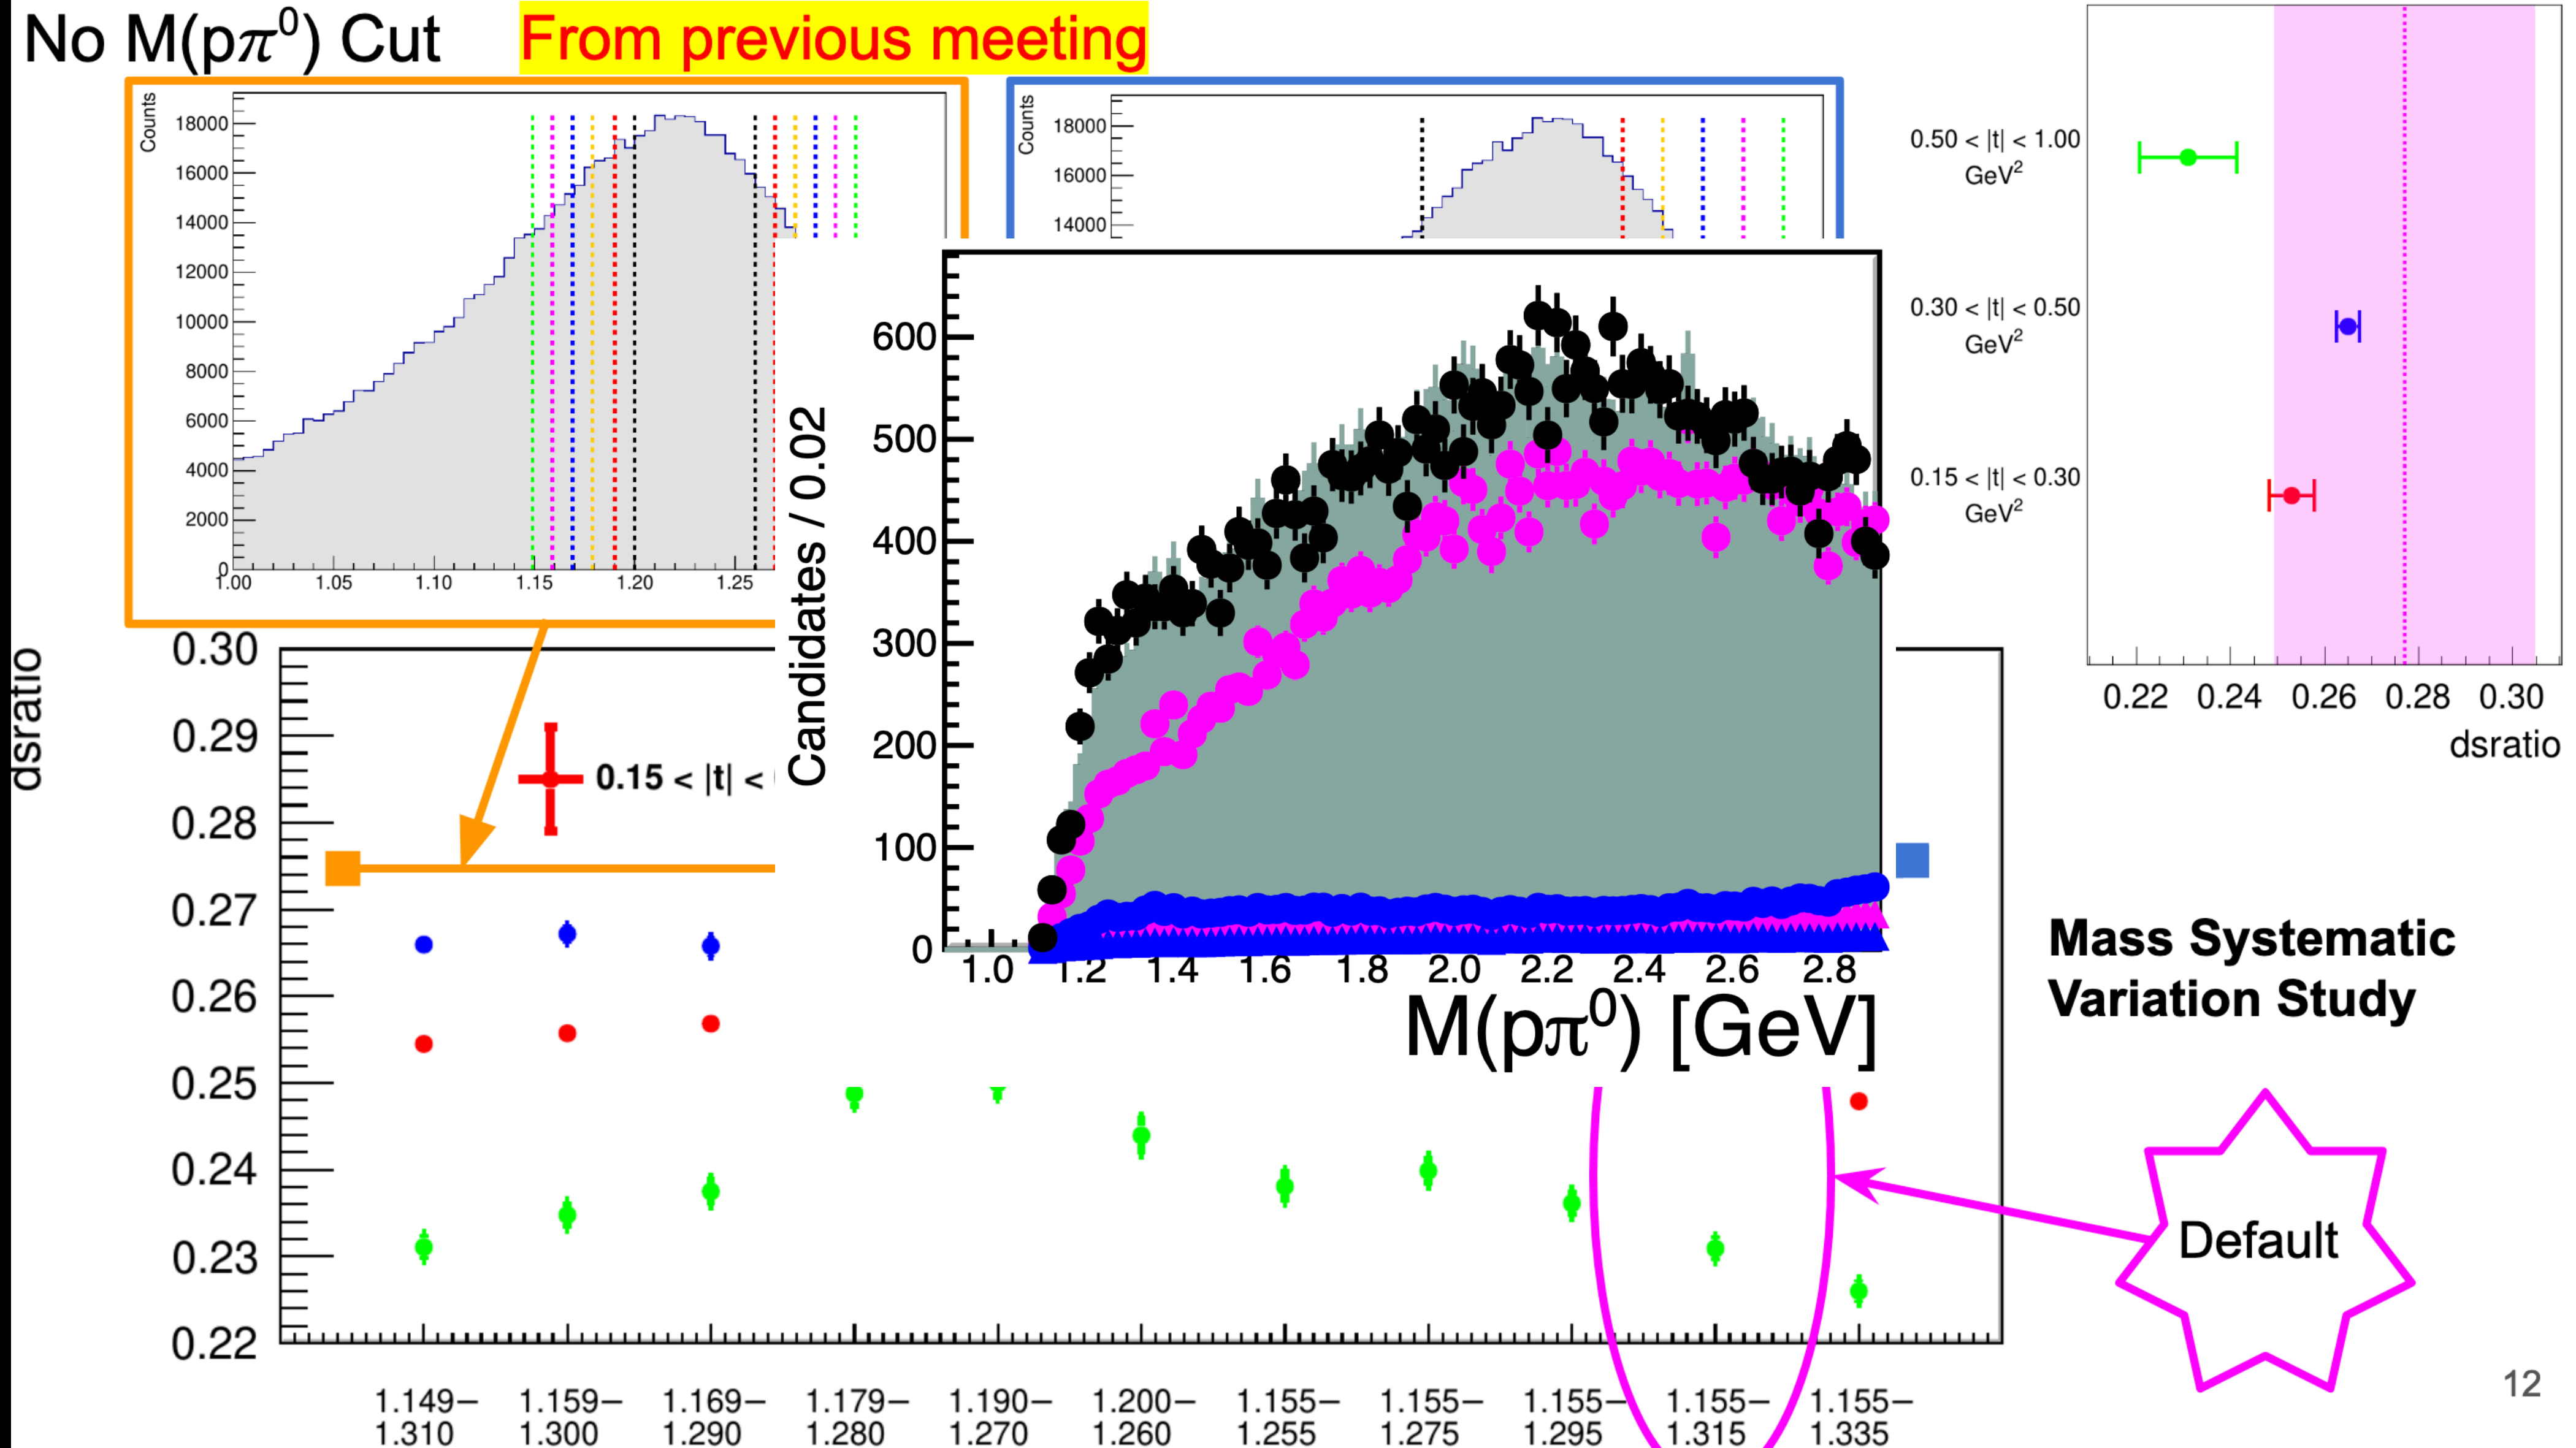 No M(pπ⁰) Cut From previous meeting
Counts
18000
16000
14000
12000
10000
8000
6000
4000
2000
0
1.00 1.05 1.10 1.15 1.20 1.25
Counts
18000
16000
14000
0.50 < |t| < 1.00
GeV²
0.30 < |t| < 0.50
GeV²
0.15 < |t| < 0.30
GeV²
0.22 0.24 0.26 0.28 0.30
dsratio
Candidates / 0.02
600
500
400
300
200
100
0
1.0 1.2 1.4 1.6 1.8 2.0 2.2 2.4 2.6 2.8
M(pπ⁰) [GeV]
dsratio
0.30
0.29
0.28
0.27
0.26
0.25
0.24
0.23
0.22
0.15 < |t| <
1.149– 1.159– 1.169– 1.179– 1.190– 1.200– 1.155– 1.155– 1.155– 1.155– 1.155–
1.310 1.300 1.290 1.280 1.270 1.260 1.255 1.275 1.295 1.315 1.335
Mass Systematic
Variation Study
Default
12